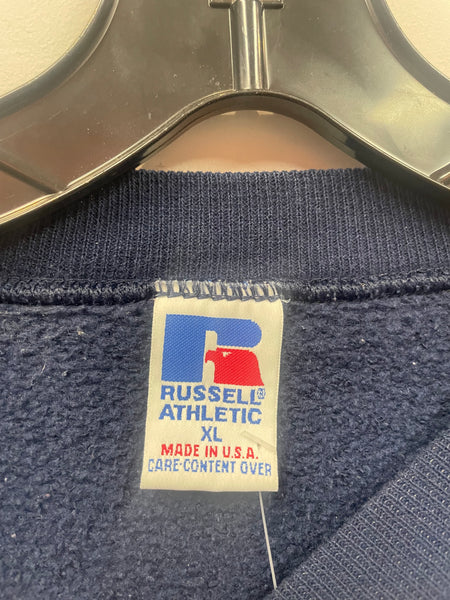 R
RUSSELL®
ATHLETIC
XL
MADE IN U.S.A.
CARE·CONTENT OVER